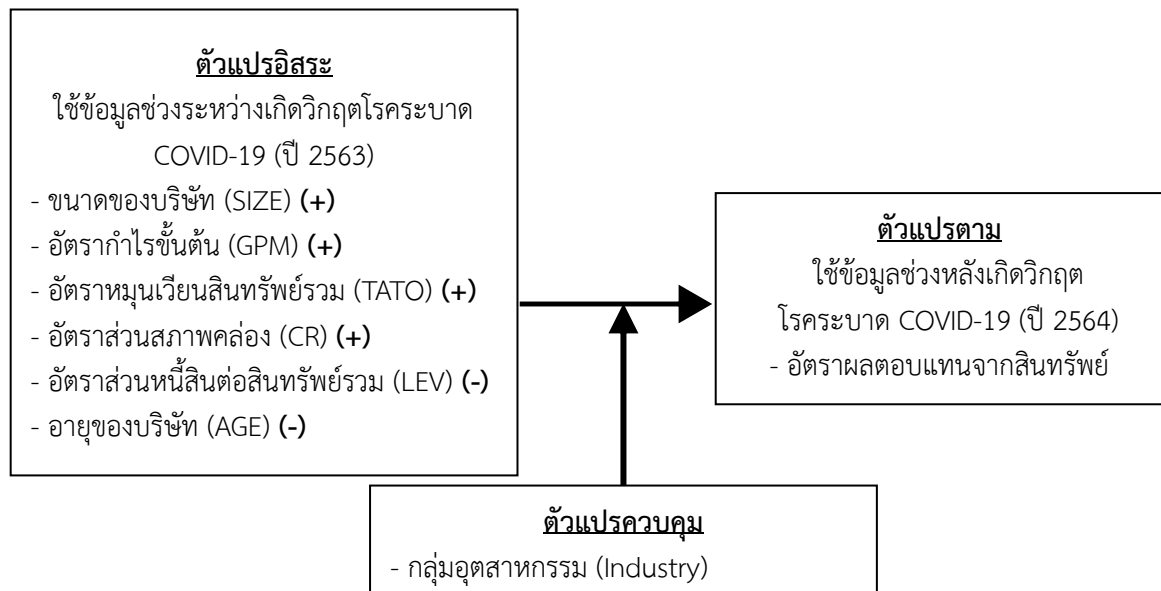 ตัวแปรอิสระ
ใช้ข้อมูลช่วงระหว่างเกิดวิกฤตโรคระบาด
COVID-19 (ปี 2563)
- ขนาดของบริษัท (SIZE) (+)
- อัตรากำไรขั้นต้น (GPM) (+)
- อัตราหมุนเวียนสินทรัพย์รวม (TATO) (+)
- อัตราส่วนสภาพคล่อง (CR) (+)
- อัตราส่วนหนี้สินต่อสินทรัพย์รวม (LEV) (-)
- อายุของบริษัท (AGE) (-)
ตัวแปรตาม
ใช้ข้อมูลช่วงหลังเกิดวิกฤต
โรคระบาด COVID-19 (ปี 2564)
- อัตราผลตอบแทนจากสินทรัพย์
ตัวแปรควบคุม
- กลุ่มอุตสาหกรรม (Industry)